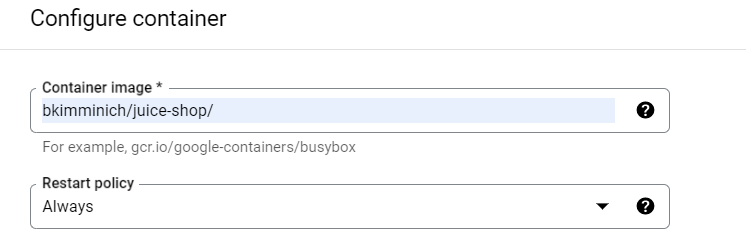 Configure container
Container image *
bkimminich/juice-shop/
For example, gcr.io/google-containers/busybox
Restart policy
Always